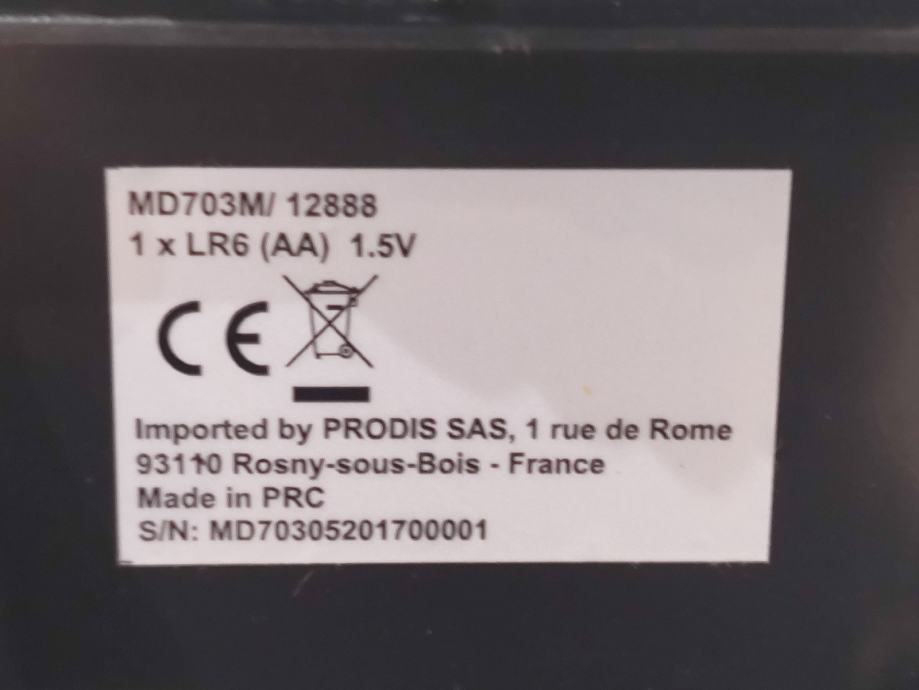 MD703M/ 12888
1 x LR6 (AA) 1.5V
CE
Imported by PRODIS SAS, 1 rue de Rome
93110 Rosny-sous-Bois - France
Made in PRC
S/N: MD70305201700001